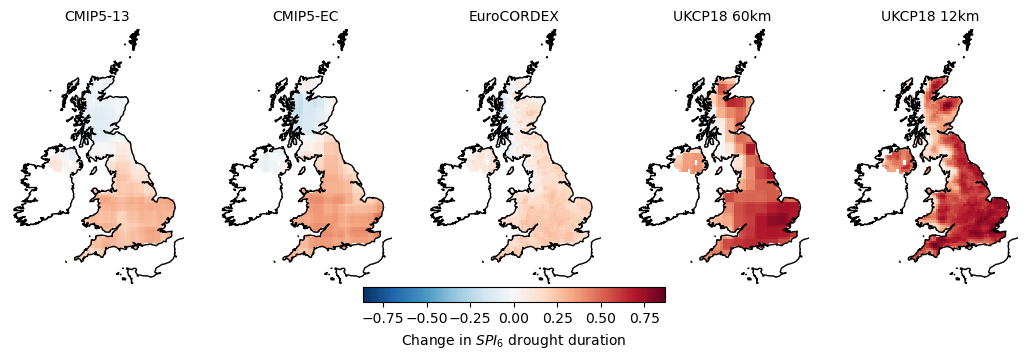 CMIP5-13 CMIP5-EC EuroCORDEX UKCP18 60km UKCP18 12km
−0.75 −0.50 −0.25 0.00 0.25 0.50 0.75
Change in SPI₆ drought duration